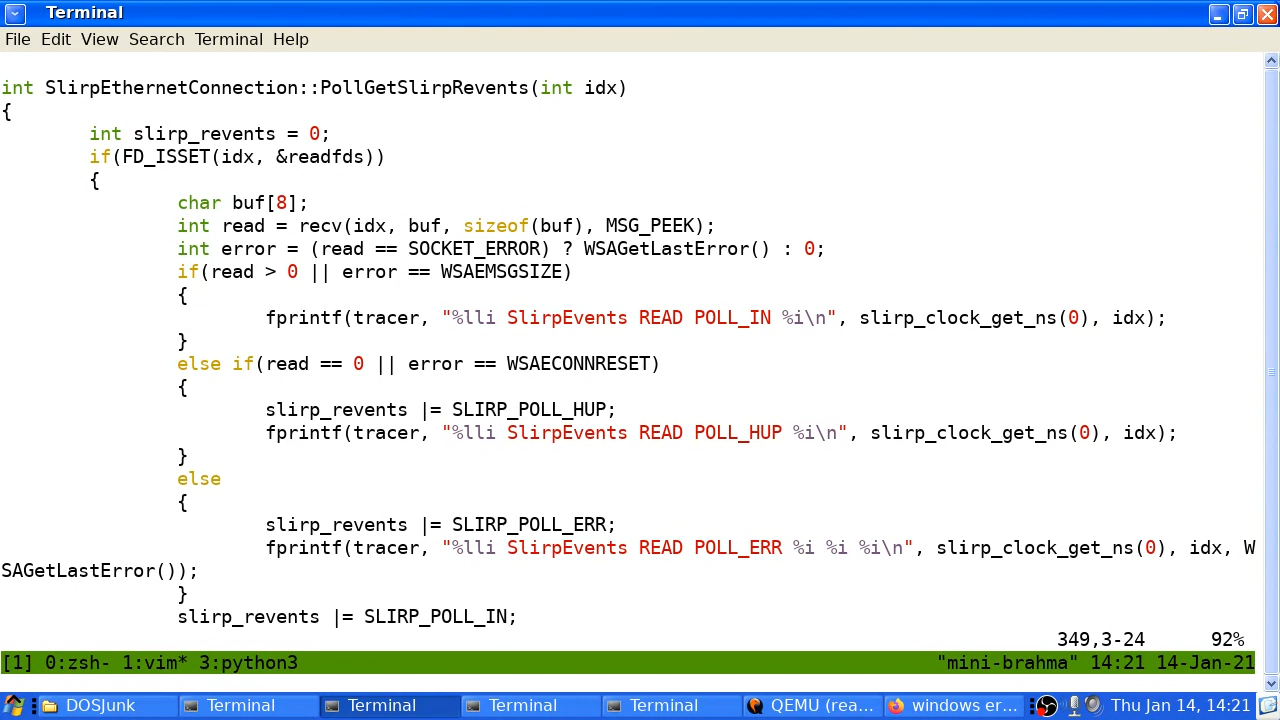 Terminal
File Edit View Search Terminal Help
int SlirpEthernetConnection::PollGetSlirpRevents(int idx)
{
        int slirp_revents = 0;
        if(FD_ISSET(idx, &readfds))
        {
                char buf[8];
                int read = recv(idx, buf, sizeof(buf), MSG_PEEK);
                int error = (read == SOCKET_ERROR) ? WSAGetLastError() : 0;
                if(read > 0 || error == WSAEMSGSIZE)
                {
                        fprintf(tracer, "%lli SlirpEvents READ POLL_IN %i\n", slirp_clock_get_ns(0), idx);
                }
                else if(read == 0 || error == WSAECONNRESET)
                {
                        slirp_revents |= SLIRP_POLL_HUP;
                        fprintf(tracer, "%lli SlirpEvents READ POLL_HUP %i\n", slirp_clock_get_ns(0), idx);
                }
                else
                {
                        slirp_revents |= SLIRP_POLL_ERR;
                        fprintf(tracer, "%lli SlirpEvents READ POLL_ERR %i %i %i\n", slirp_clock_get_ns(0), idx, W
SAGetLastError());
                }
                slirp_revents |= SLIRP_POLL_IN;
349,3-24 92%
[1] 0:zsh- 1:vim* 3:python3 "mini-brahma" 14:21 14-Jan-21
DOSJunk Terminal Terminal Terminal Terminal QEMU (rea... windows er... Thu Jan 14, 14:21